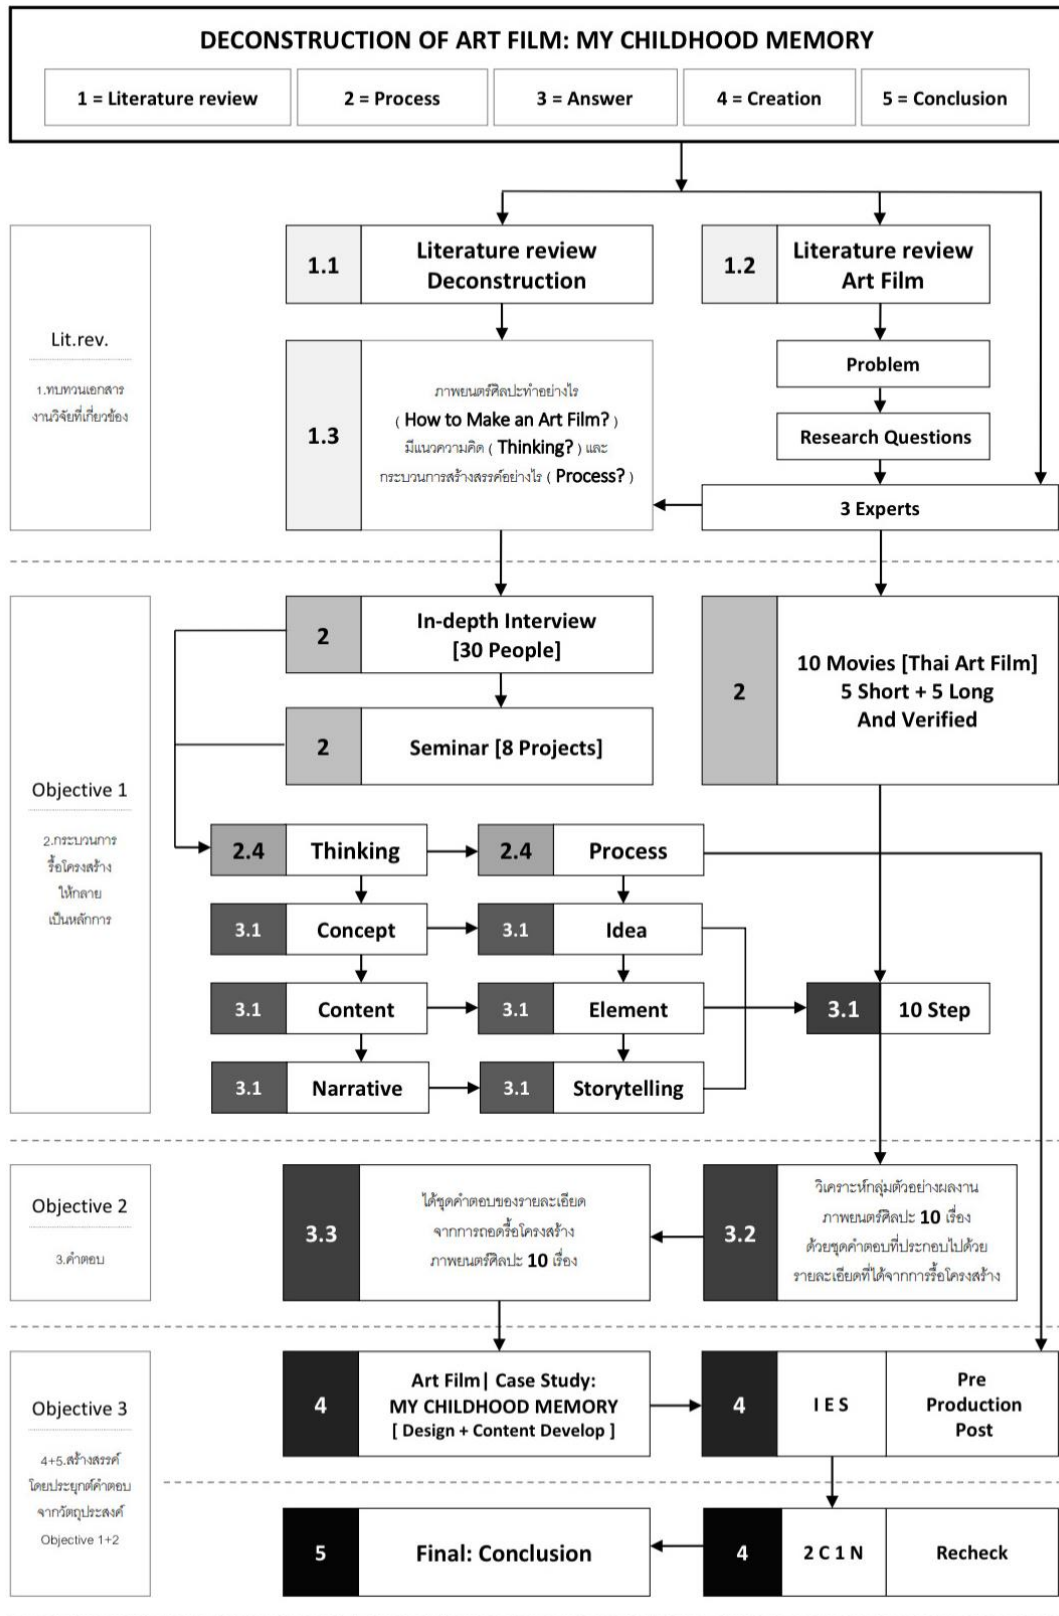 DECONSTRUCTION OF ART FILM: MY CHILDHOOD MEMORY
1 = Literature review
2 = Process
3 = Answer
4 = Creation
5 = Conclusion
Lit.rev.
1.ทบทวนเอกสาร
งานวิจัยที่เกี่ยวข้อง
1.1
Literature review
Deconstruction
1.2
Literature review
Art Film
Problem
Research Questions
3 Experts
1.3
ภาพยนตร์ศิลปะทำอย่างไร
( How to Make an Art Film? )
มีแนวความคิด ( Thinking? ) และ
กระบวนการสร้างสรรค์อย่างไร ( Process? )
Objective 1
2.กระบวนการ
รื้อโครงสร้าง
ให้กลาย
เป็นหลักการ
2
In-depth Interview
[30 People]
2
Seminar [8 Projects]
2
10 Movies [Thai Art Film]
5 Short + 5 Long
And Verified
2.4
Thinking
2.4
Process
3.1
Concept
3.1
Idea
3.1
Content
3.1
Element
3.1
10 Step
3.1
Narrative
3.1
Storytelling
Objective 2
3.คำตอบ
3.3
ได้ชุดคำตอบของรายละเอียด
จากการถอดรื้อโครงสร้าง
ภาพยนตร์ศิลปะ 10 เรื่อง
3.2
วิเคราะห์กลุ่มตัวอย่างผลงาน
ภาพยนตร์ศิลปะ 10 เรื่อง
ด้วยชุดคำตอบที่ประกอบไปด้วย
รายละเอียดที่ได้จากการรื้อโครงสร้าง
Objective 3
4+5.สร้างสรรค์
โดยประยุกต์คำตอบ
จากวัตถุประสงค์
Objective 1+2
4
Art Film| Case Study:
MY CHILDHOOD MEMORY
[ Design + Content Develop ]
4
I E S
Pre
Production
Post
5
Final: Conclusion
4
2 C 1 N
Recheck